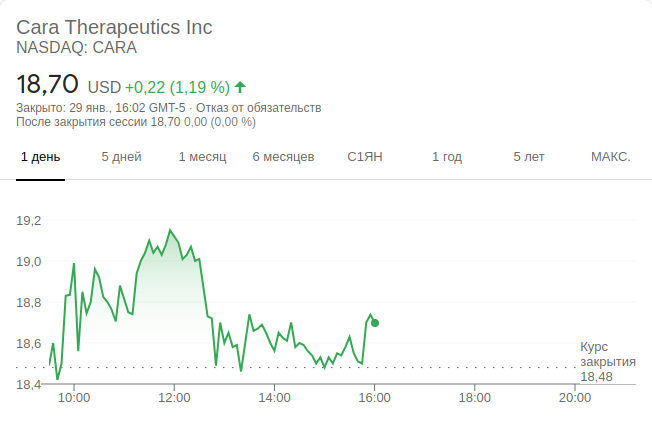 Cara Therapeutics Inc
NASDAQ: CARA
18,70 USD +0,22 (1,19 %)
Закрыто: 29 янв., 16:02 GMT-5 · Отказ от обязательств
После закрытия сессии 18,70 0,00 (0,00 %)
1 день 5 дней 1 месяц 6 месяцев С1ЯН 1 год 5 лет МАКС.
19,2
19,0
18,8
18,6
18,4
Курс
закрытия
18,48
10:00 12:00 14:00 16:00 18:00 20:00